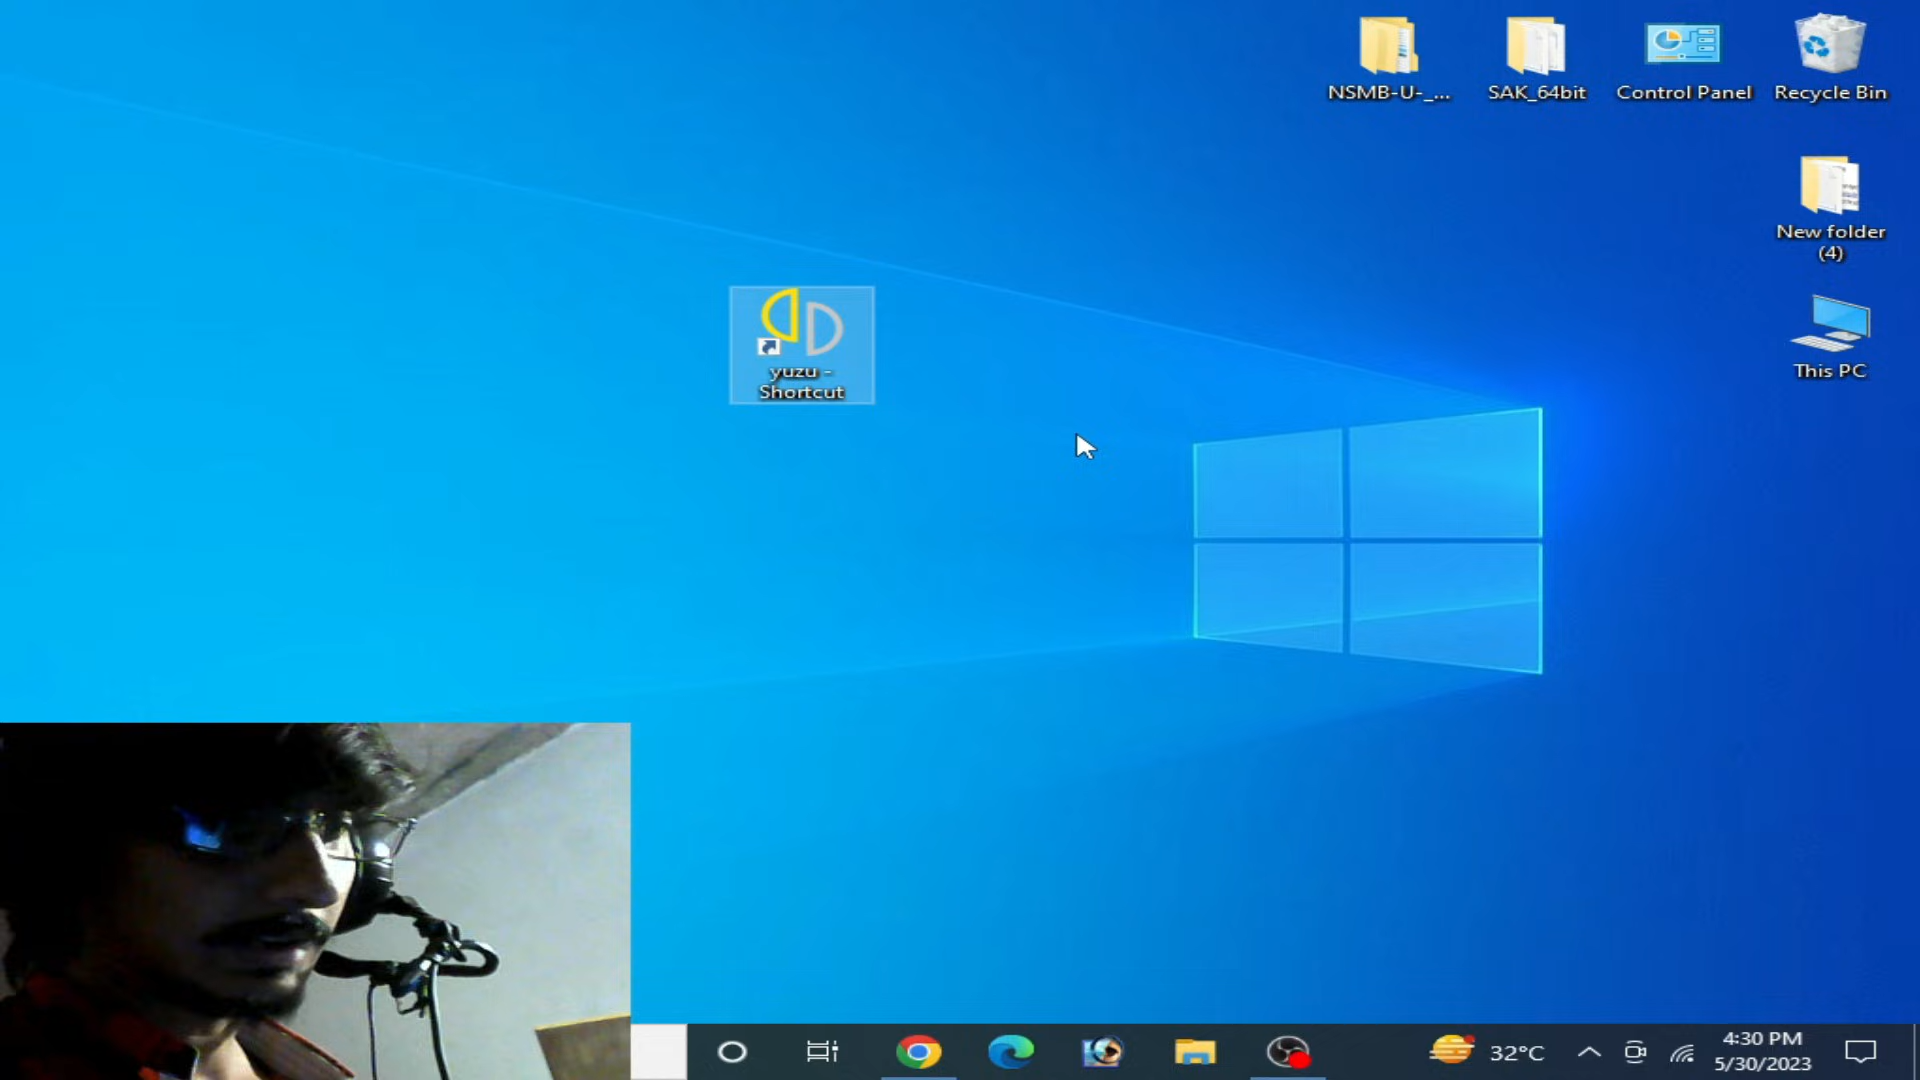 NSMB-U-_...
SAK_64bit
Control Panel
Recycle Bin
New folder
(4)
This PC
yuzu -
Shortcut
32°C
4:30 PM
5/30/2023